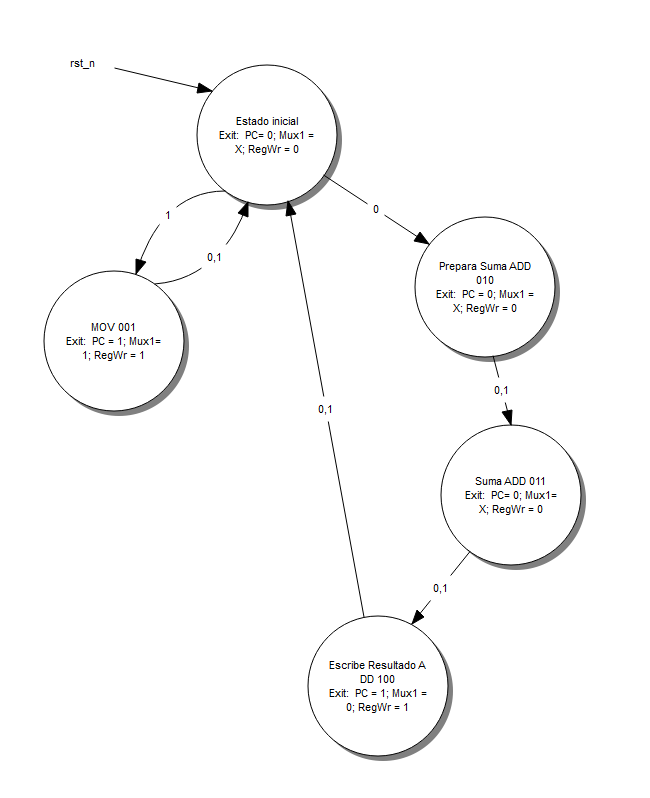 rst_n
Estado inicial
Exit:  PC= 0; Mux1 =
X; RegWr = 0
1
0
0,1
Prepara Suma ADD
010
Exit:  PC = 0; Mux1 =
X; RegWr = 0
MOV 001
Exit:  PC = 1; Mux1=
1; RegWr = 1
0,1
0,1
Suma ADD 011
Exit:  PC= 0; Mux1=
X; RegWr = 0
0,1
Escribe Resultado A
DD 100
Exit:  PC = 1; Mux1 =
0; RegWr = 1